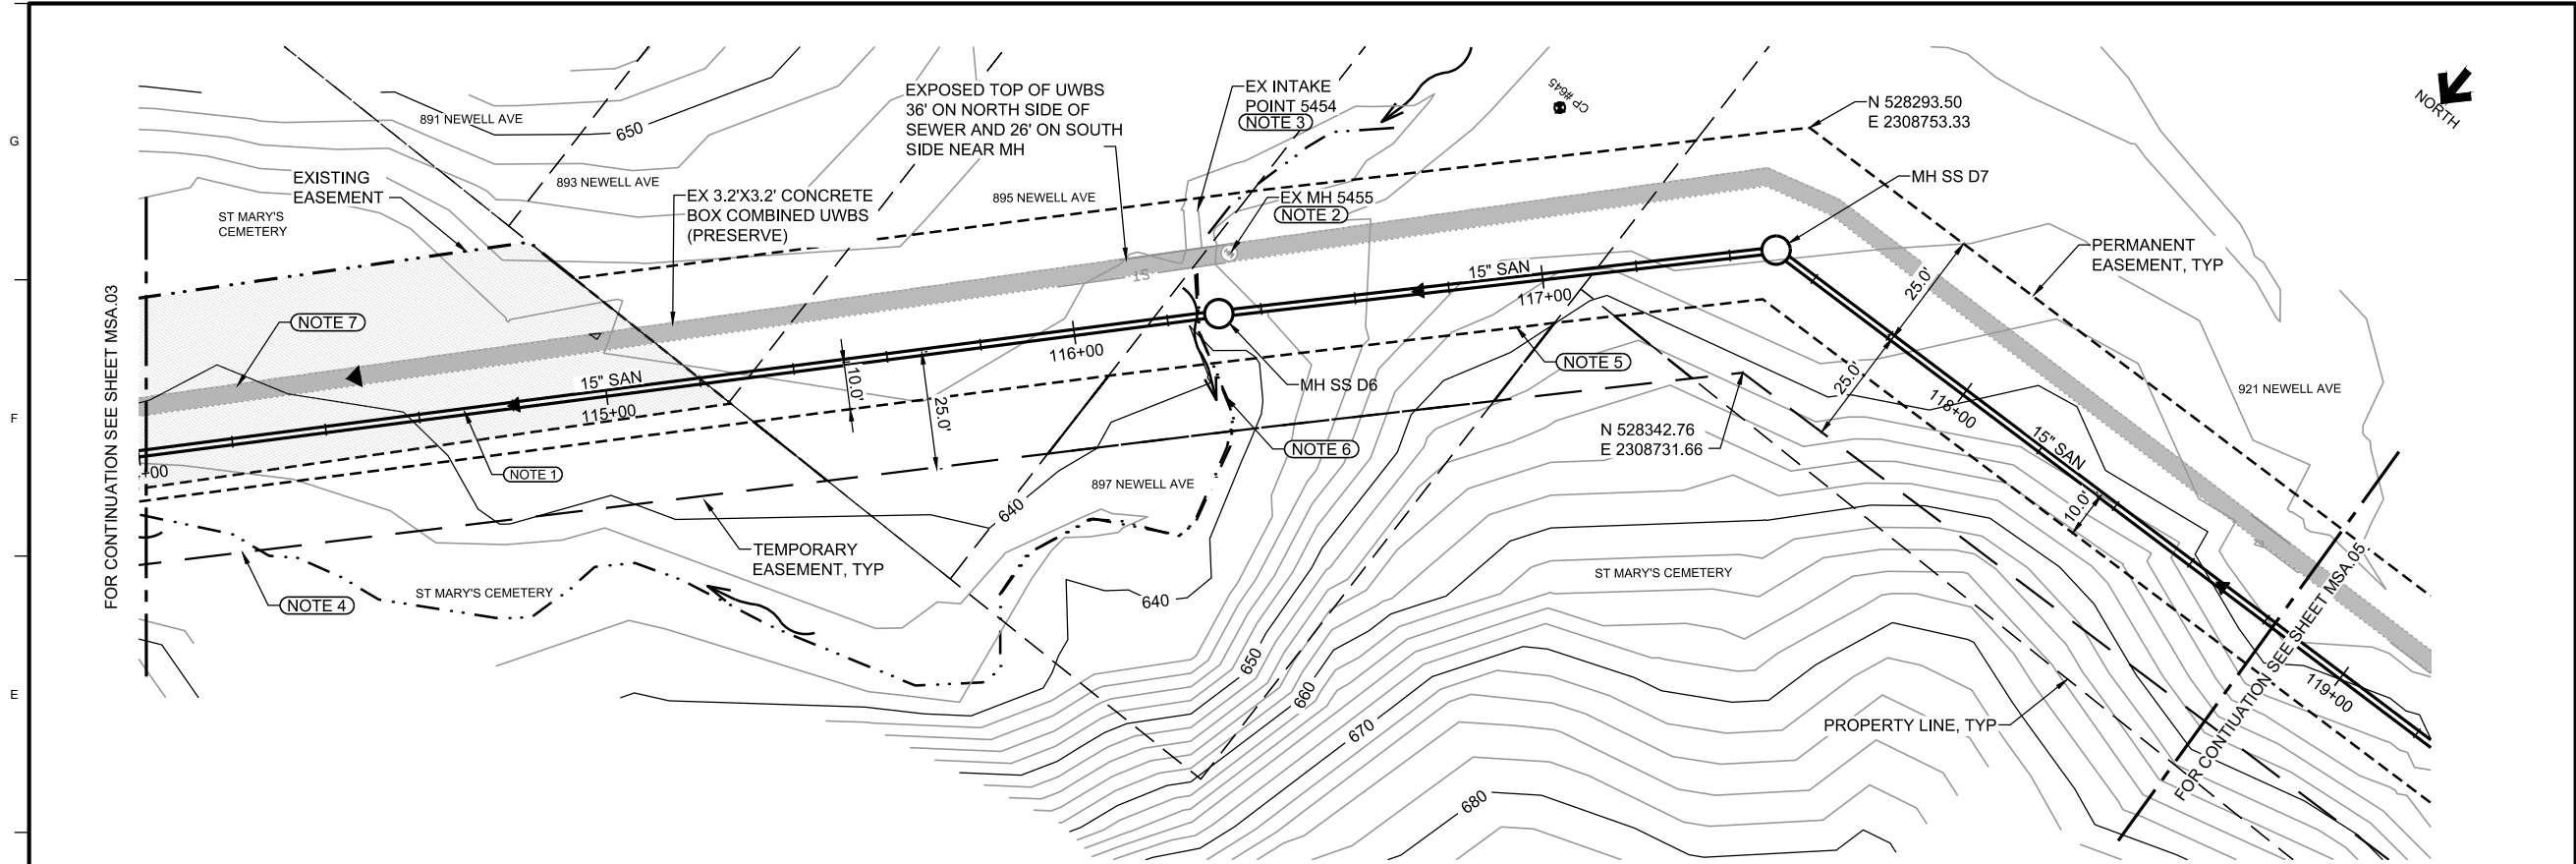 G
F
E
891 NEWELL AVE
650
893 NEWELL AVE
EXISTING
EASEMENT
ST MARY'S
CEMETERY
EXPOSED TOP OF UWBS
36' ON NORTH SIDE OF
SEWER AND 26' ON SOUTH
SIDE NEAR MH
EX INTAKE
POINT 5454
NOTE 3
CP #645
N 528293.50
E 2308753.33
NORTH
EX 3.2'X3.2' CONCRETE
BOX COMBINED UWBS
(PRESERVE)
895 NEWELL AVE
EX MH 5455
NOTE 2
MH SS D7
PERMANENT
EASEMENT, TYP
25.0'
FOR CONTINUATION SEE SHEET MSA.03
NOTE 7
15" SAN
117+00
116+00
MH SS D6
NOTE 5
25.0'
921 NEWELL AVE
15" SAN
115+00
10.0'
25.0'
118+00
+00
NOTE 1
NOTE 6
N 528342.76
E 2308731.66
15" SAN
897 NEWELL AVE
640
10.0'
TEMPORARY
EASEMENT, TYP
ST MARY'S CEMETERY
NOTE 4
ST MARY'S CEMETERY
640
650
660
670
680
PROPERTY LINE, TYP
119+00
FOR CONTIUATION SEE SHEET MSA.05